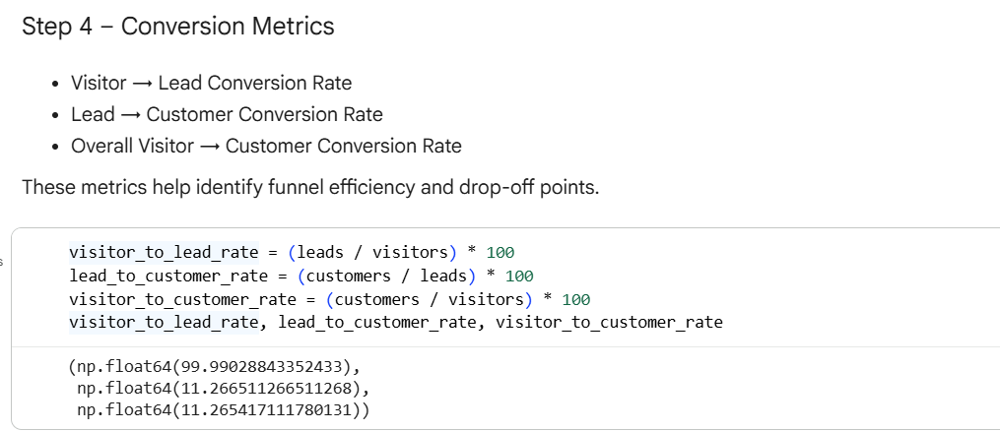 Step 4 – Conversion Metrics
• Visitor → Lead Conversion Rate
• Lead → Customer Conversion Rate
• Overall Visitor → Customer Conversion Rate
These metrics help identify funnel efficiency and drop-off points.
s
visitor_to_lead_rate = (leads / visitors) * 100
lead_to_customer_rate = (customers / leads) * 100
visitor_to_customer_rate = (customers / visitors) * 100
visitor_to_lead_rate, lead_to_customer_rate, visitor_to_customer_rate
(np.float64(99.99028843352433),
np.float64(11.266511266511268),
np.float64(11.265417111780131))